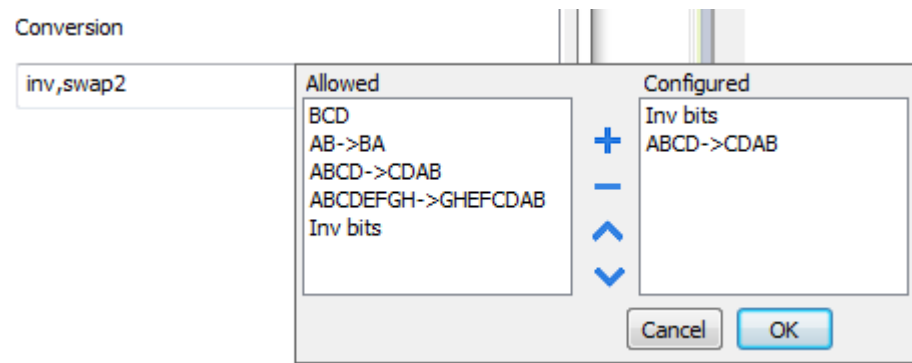 Conversion
inv,swap2
Allowed
BCD
AB->BA
ABCD->CDAB
ABCDEFGH->GHEFCDAB
Inv bits
Configured
Inv bits
ABCD->CDAB
Cancel
OK